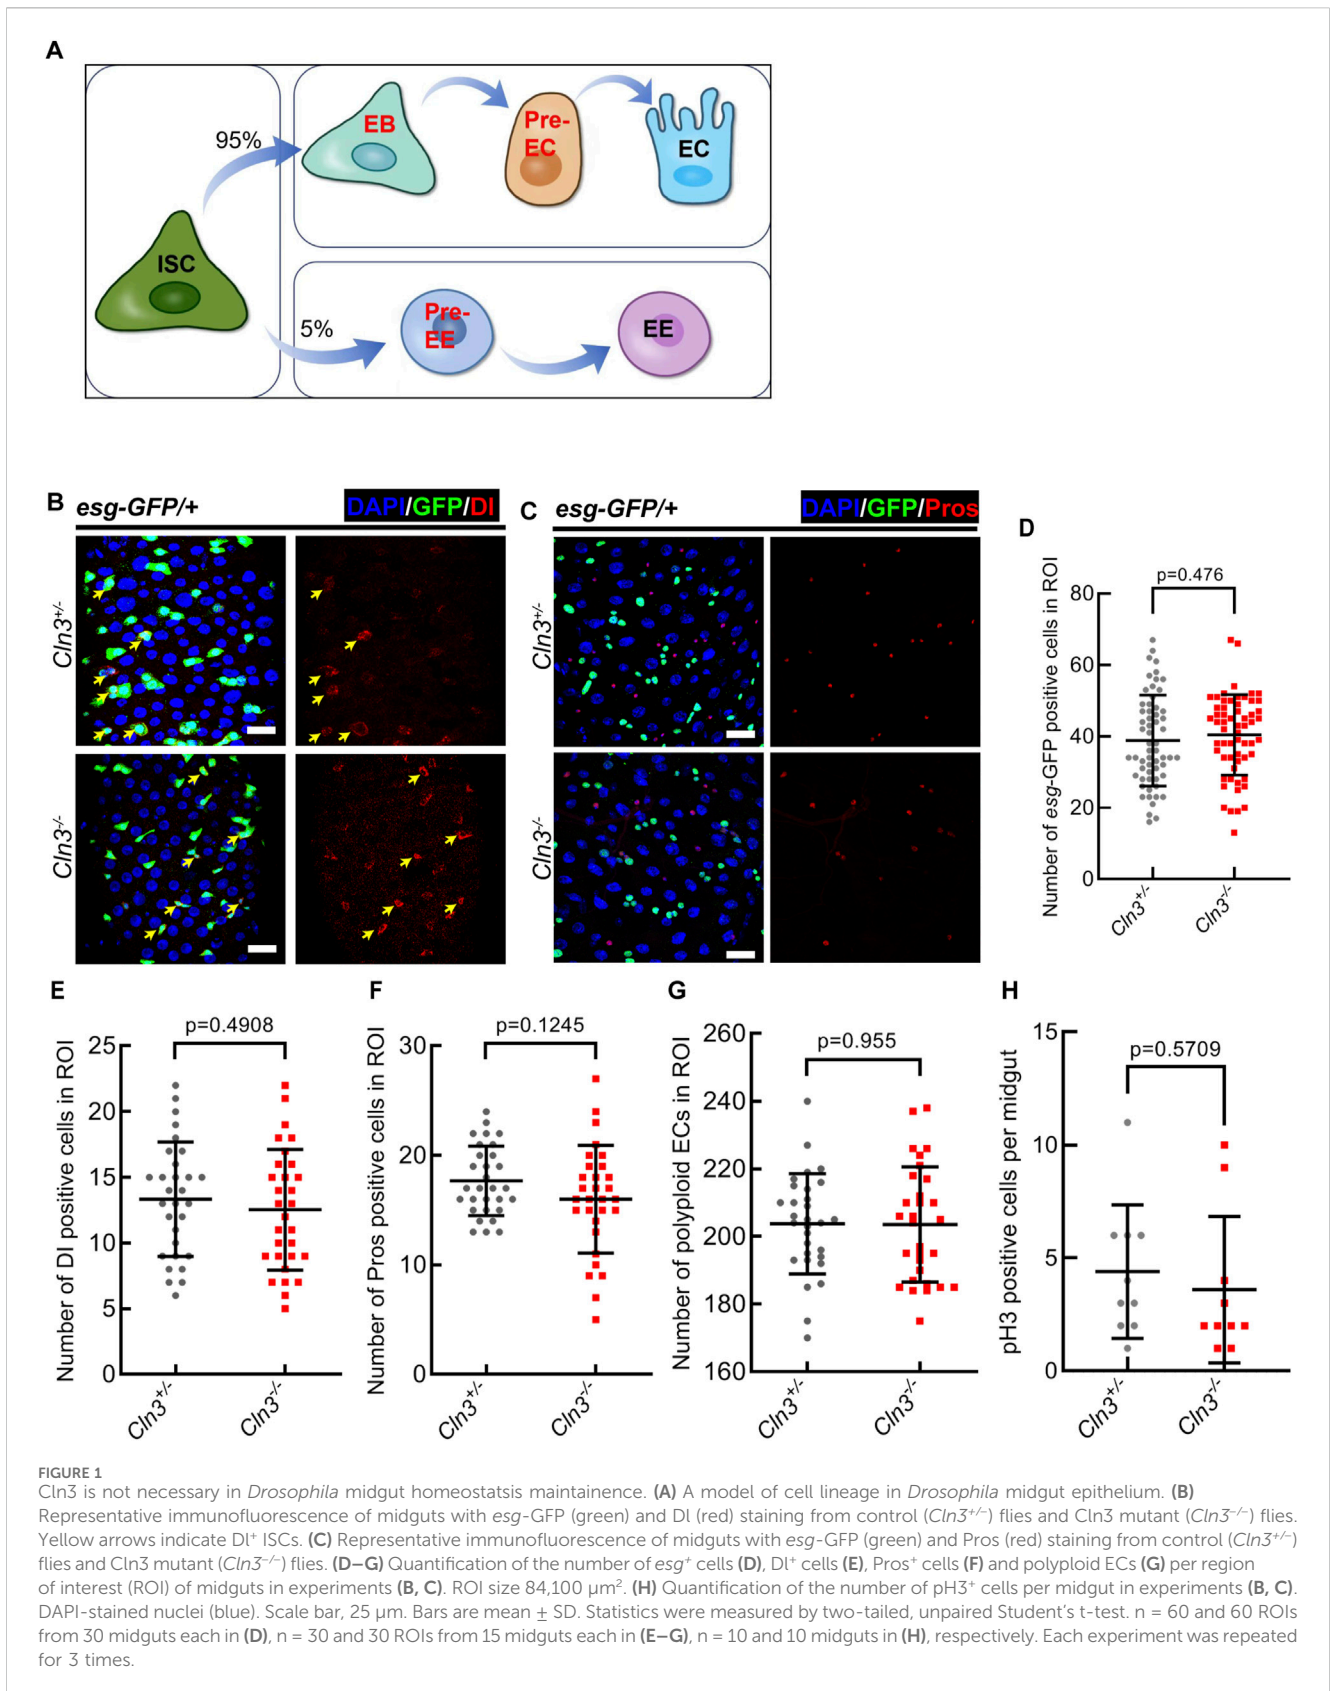 A
95%
EB
Pre-
EC
EC
ISC
5%
Pre-
EE
EE
B
esg-GFP/+
DAPI/GFP/Dl
Cln3+/-
Cln3-/-
C
esg-GFP/+
DAPI/GFP/Pros
Cln3+/-
Cln3-/-
D
Number of esg-GFP positive cells in ROI
p=0.476
80
60
40
20
0
Cln3+/-
Cln3-/-
E
Number of Dl positive cells in ROI
p=0.4908
25
20
15
10
5
0
Cln3+/-
Cln3-/-
F
Number of Pros positive cells in ROI
p=0.1245
30
20
10
0
Cln3+/-
Cln3-/-
G
Number of polyploid ECs in ROI
p=0.955
260
240
220
200
180
160
Cln3+/-
Cln3-/-
H
pH3 positive cells per midgut
p=0.5709
15
10
5
0
Cln3+/-
Cln3-/-
FIGURE 1
Cln3 is not necessary in Drosophila midgut homeostatsis maintainence. (A) A model of cell lineage in Drosophila midgut epithelium. (B)
Representative immunofluorescence of midguts with esg-GFP (green) and Dl (red) staining from control (Cln3+/−) flies and Cln3 mutant (Cln3−/−) flies.
Yellow arrows indicate Dl+ ISCs. (C) Representative immunofluorescence of midguts with esg-GFP (green) and Pros (red) staining from control (Cln3+/−)
flies and Cln3 mutant (Cln3−/−) flies. (D–G) Quantification of the number of esg+ cells (D), Dl+ cells (E), Pros+ cells (F) and polyploid ECs (G) per region
of interest (ROI) of midguts in experiments (B, C). ROI size 84,100 µm2. (H) Quantification of the number of pH3+ cells per midgut in experiments (B, C).
DAPI-stained nuclei (blue). Scale bar, 25 µm. Bars are mean ± SD. Statistics were measured by two-tailed, unpaired Student's t-test. n = 60 and 60 ROIs
from 30 midguts each in (D), n = 30 and 30 ROIs from 15 midguts each in (E–G), n = 10 and 10 midguts in (H), respectively. Each experiment was repeated
for 3 times.